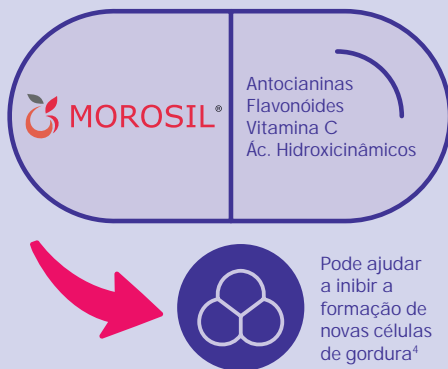 MOROSIL®
Antocianinas
Flavonóides
Vitamina C
Ác. Hidroxicinâmicos
Pode ajudar
a inibir a
formação de
novas células
de gordura⁴